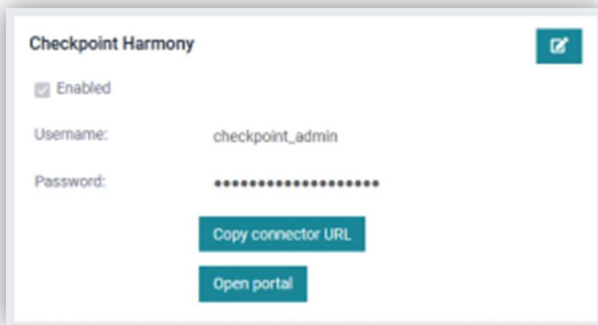 Checkpoint Harmony
Enabled
Username: checkpoint_admin
Password: •••••••••••••••••••
Copy connector URL
Open portal